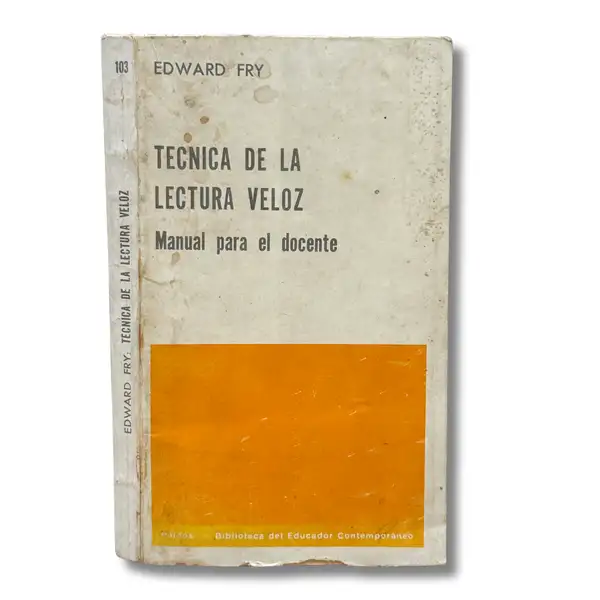 103
EDWARD FRY: TECNICA DE LA LECTURA VELOZ
EDWARD FRY
TECNICA DE LA
LECTURA VELOZ
Manual para el docente
Biblioteca del Educador Contemporáneo